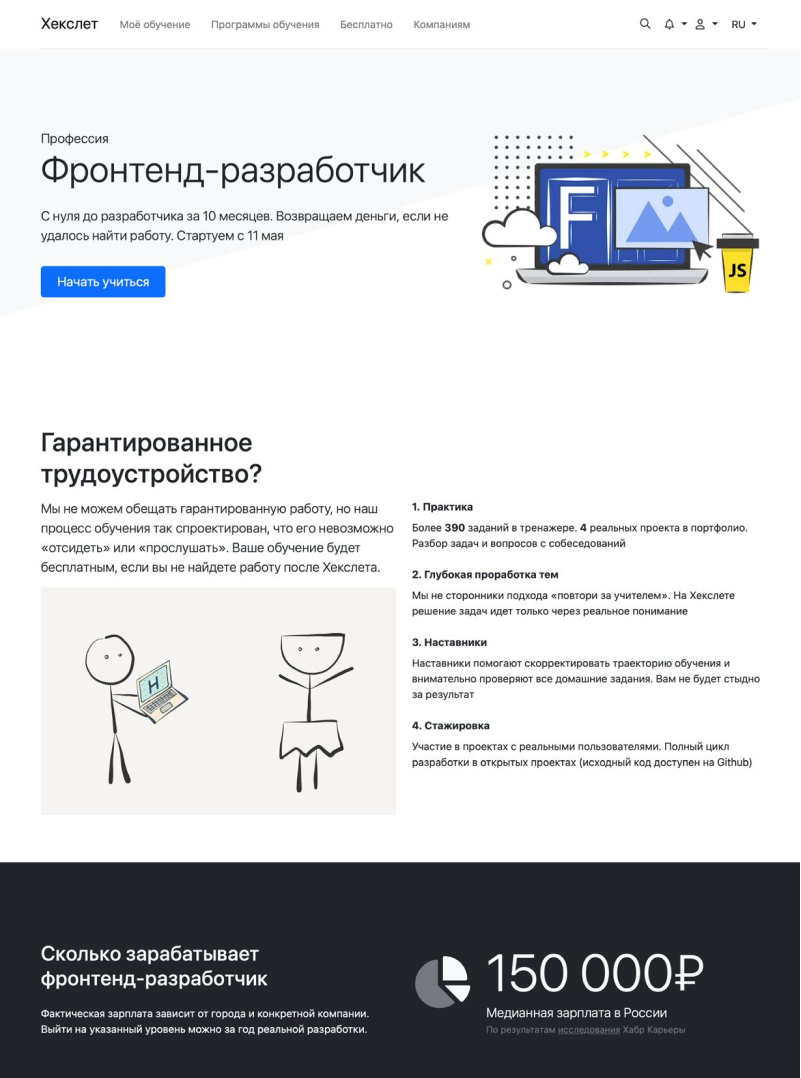 Хекслет Моё обучение Программы обучения Бесплатно Компаниям RU
Профессия
Фронтенд-разработчик
С нуля до разработчика за 10 месяцев. Возвращаем деньги, если не
удалось найти работу. Стартуем с 11 мая
Начать учиться
F
JS
Гарантированное
трудоустройство?
Мы не можем обещать гарантированную работу, но наш
процесс обучения так спроектирован, что его невозможно
«отсидеть» или «прослушать». Ваше обучение будет
бесплатным, если вы не найдете работу после Хекслета.
H
1. Практика
Более 390 заданий в тренажере. 4 реальных проекта в портфолио.
Разбор задач и вопросов с собеседований
2. Глубокая проработка тем
Мы не сторонники подхода «повтори за учителем». На Хекслете
решение задач идет только через реальное понимание
3. Наставники
Наставники помогают скорректировать траекторию обучения и
внимательно проверяют все домашние задания. Вам не будет стыдно
за результат
4. Стажировка
Участие в проектах с реальными пользователями. Полный цикл
разработки в открытых проектах (исходный код доступен на Github)
Сколько зарабатывает
фронтенд-разработчик
Фактическая зарплата зависит от города и конкретной компании.
Выйти на указанный уровень можно за год реальной разработки.
150 000₽
Медианная зарплата в России
По результатам исследования Хабр Карьеры